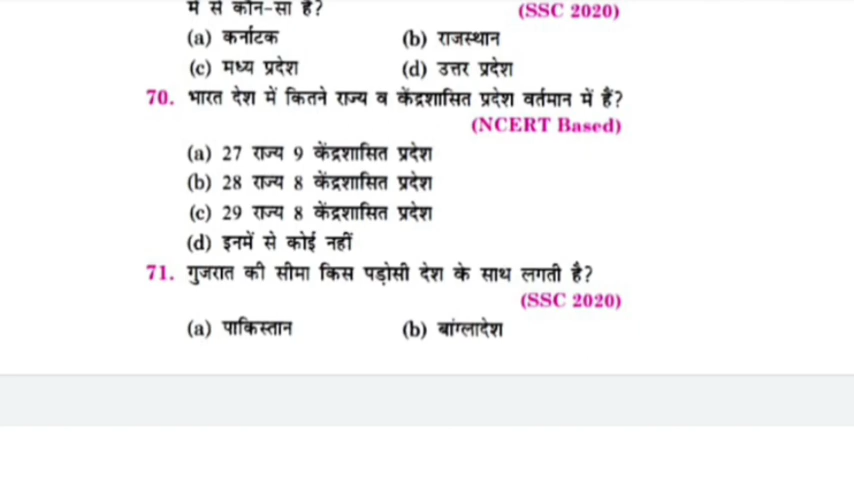 में से कौन-सा है?
(SSC 2020)
(a) कर्नाटक (b) राजस्थान
(c) मध्य प्रदेश (d) उत्तर प्रदेश
70. भारत देश में कितने राज्य व केंद्रशासित प्रदेश वर्तमान में हैं?
(NCERT Based)
(a) 27 राज्य 9 केंद्रशासित प्रदेश
(b) 28 राज्य 8 केंद्रशासित प्रदेश
(c) 29 राज्य 8 केंद्रशासित प्रदेश
(d) इनमें से कोई नहीं
71. गुजरात की सीमा किस पड़ोसी देश के साथ लगती है?
(SSC 2020)
(a) पाकिस्तान (b) बांग्लादेश